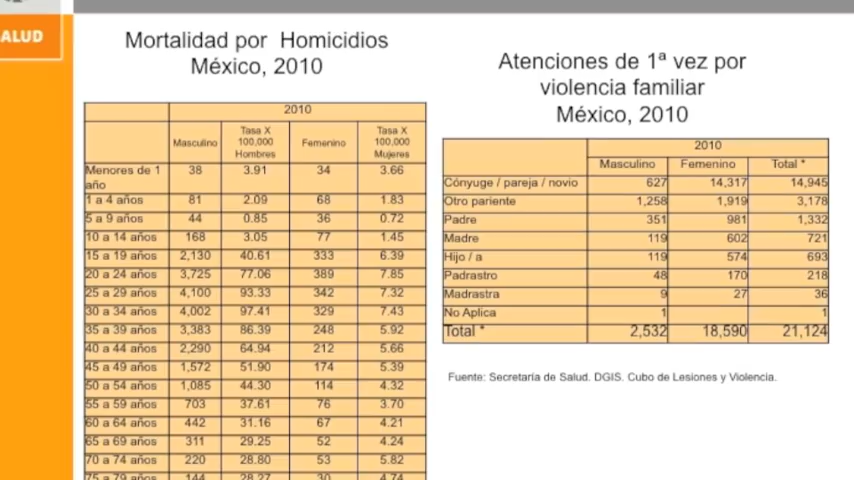 ALUD
Mortalidad por Homicidios
México, 2010
2010
Masculino Tasa X 100,000 Hombres Femenino Tasa X 100,000 Mujeres
Menores de 1 año 38 3.91 34 3.66
1 a 4 años 81 2.09 68 1.83
5 a 9 años 44 0.85 36 0.72
10 a 14 años 168 3.05 77 1.45
15 a 19 años 2,130 40.61 333 6.39
20 a 24 años 3,725 77.06 389 7.85
25 a 29 años 4,100 93.33 342 7.32
30 a 34 años 4,002 97.41 329 7.43
35 a 39 años 3,383 86.39 248 5.92
40 a 44 años 2,290 64.94 212 5.66
45 a 49 años 1,572 51.90 174 5.39
50 a 54 años 1,085 44.30 114 4.32
55 a 59 años 703 37.61 76 3.70
60 a 64 años 442 31.16 67 4.21
65 a 69 años 311 29.25 52 4.24
70 a 74 años 220 28.80 53 5.82
75 a 79 años 144 28.27 30 4.74
Atenciones de 1ª vez por
violencia familiar
México, 2010
2010
Masculino Femenino Total *
Cónyuge / pareja / novio 627 14,317 14,945
Otro pariente 1,258 1,919 3,178
Padre 351 981 1,332
Madre 119 602 721
Hijo / a 119 574 693
Padrastro 48 170 218
Madrastra 9 27 36
No Aplica 1 1
Total * 2,532 18,590 21,124
Fuente: Secretaría de Salud. DGIS. Cubo de Lesiones y Violencia.